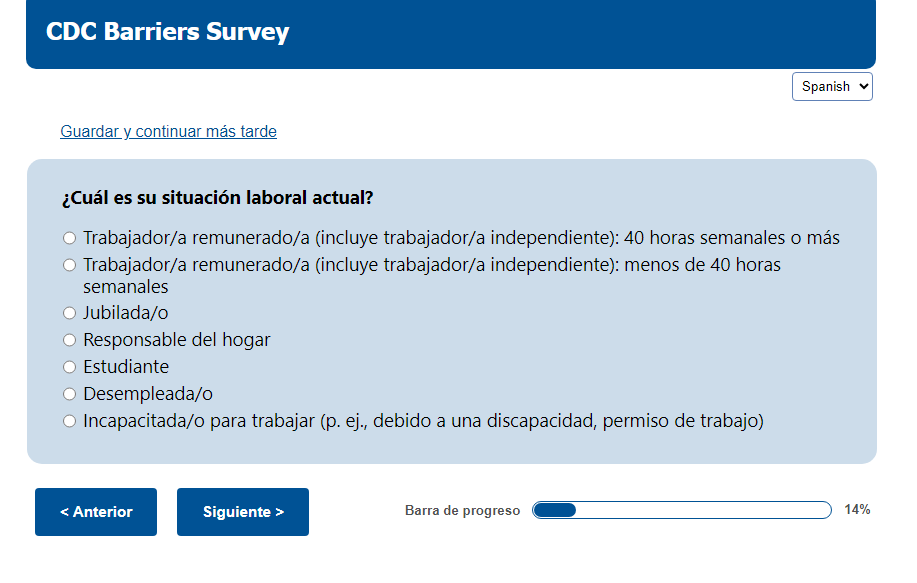 CDC Barriers Survey
Spanish
Guardar y continuar más tarde
¿Cuál es su situación laboral actual?
Trabajador/a remunerado/a (incluye trabajador/a independiente): 40 horas semanales o más
Trabajador/a remunerado/a (incluye trabajador/a independiente): menos de 40 horas
semanales
Jubilada/o
Responsable del hogar
Estudiante
Desempleada/o
Incapacitada/o para trabajar (p. ej., debido a una discapacidad, permiso de trabajo)
< Anterior
Siguiente >
Barra de progreso
14%